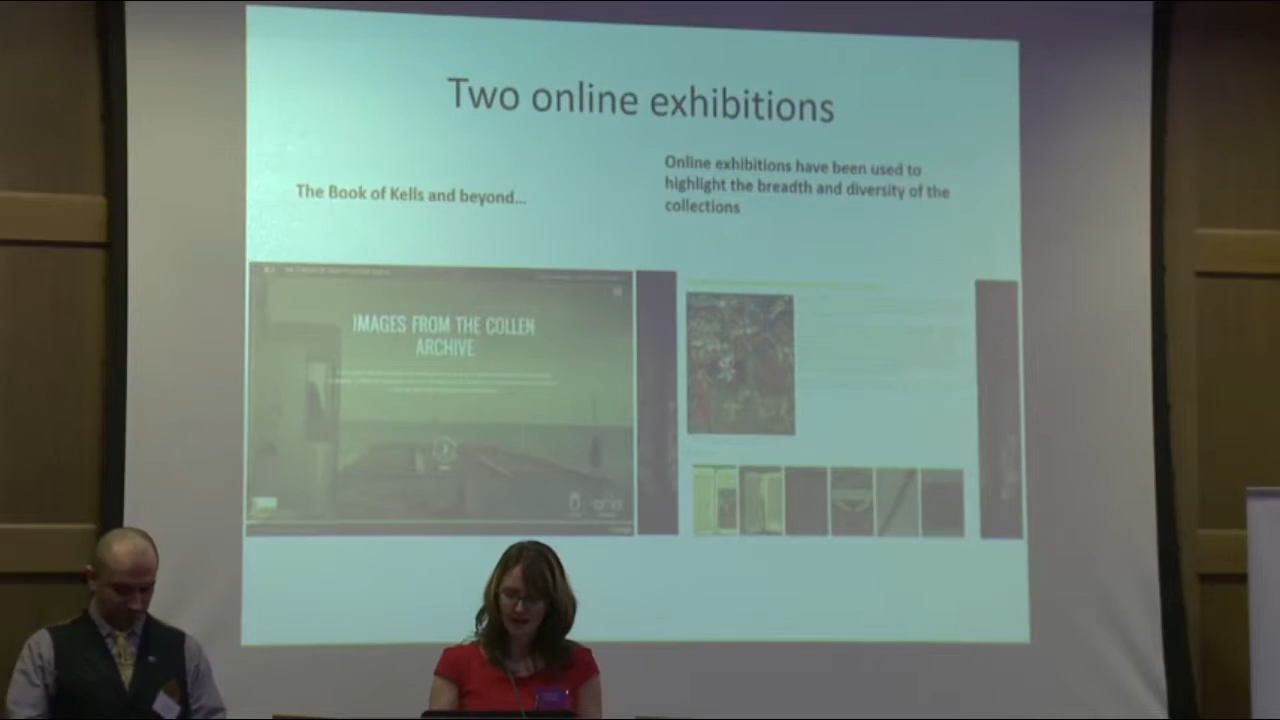 Two online exhibitions
The Book of Kells and beyond...
Online exhibitions have been used to
highlight the breadth and diversity of the
collections
IMAGES FROM THE COLLEN
ARCHIVE